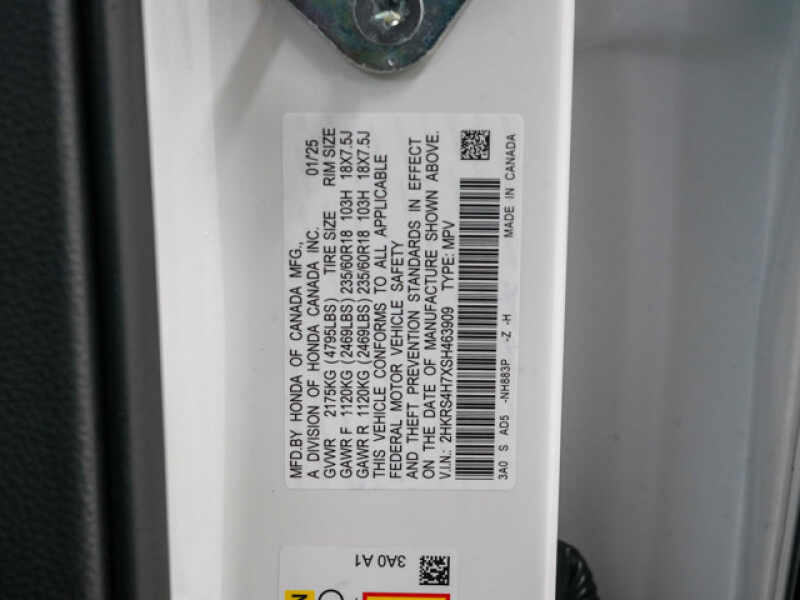 MFD.BY HONDA OF CANADA MFG., 01/'25
A DIVISION OF HONDA CANADA INC.
GVWR 2175KG (4795LBS) TIRE SIZE RIM SIZE
GAWR F 1120KG (2469LBS) 235/60R18 103H 18X7.5J
GAWR R 1120KG (2469LBS) 235/60R18 103H 18X7.5J
THIS VEHICLE CONFORMS TO ALL APPLICABLE
FEDERAL MOTOR VEHICLE SAFETY
AND THEFT PREVENTION STANDARDS IN EFFECT
ON THE DATE OF MANUFACTURE SHOWN ABOVE.
V.I.N.: 2HKRS4H7XSH463909 TYPE: MPV
3A0 S AD5 -NH883P -Z -H MADE IN CANADA
3A0 A1